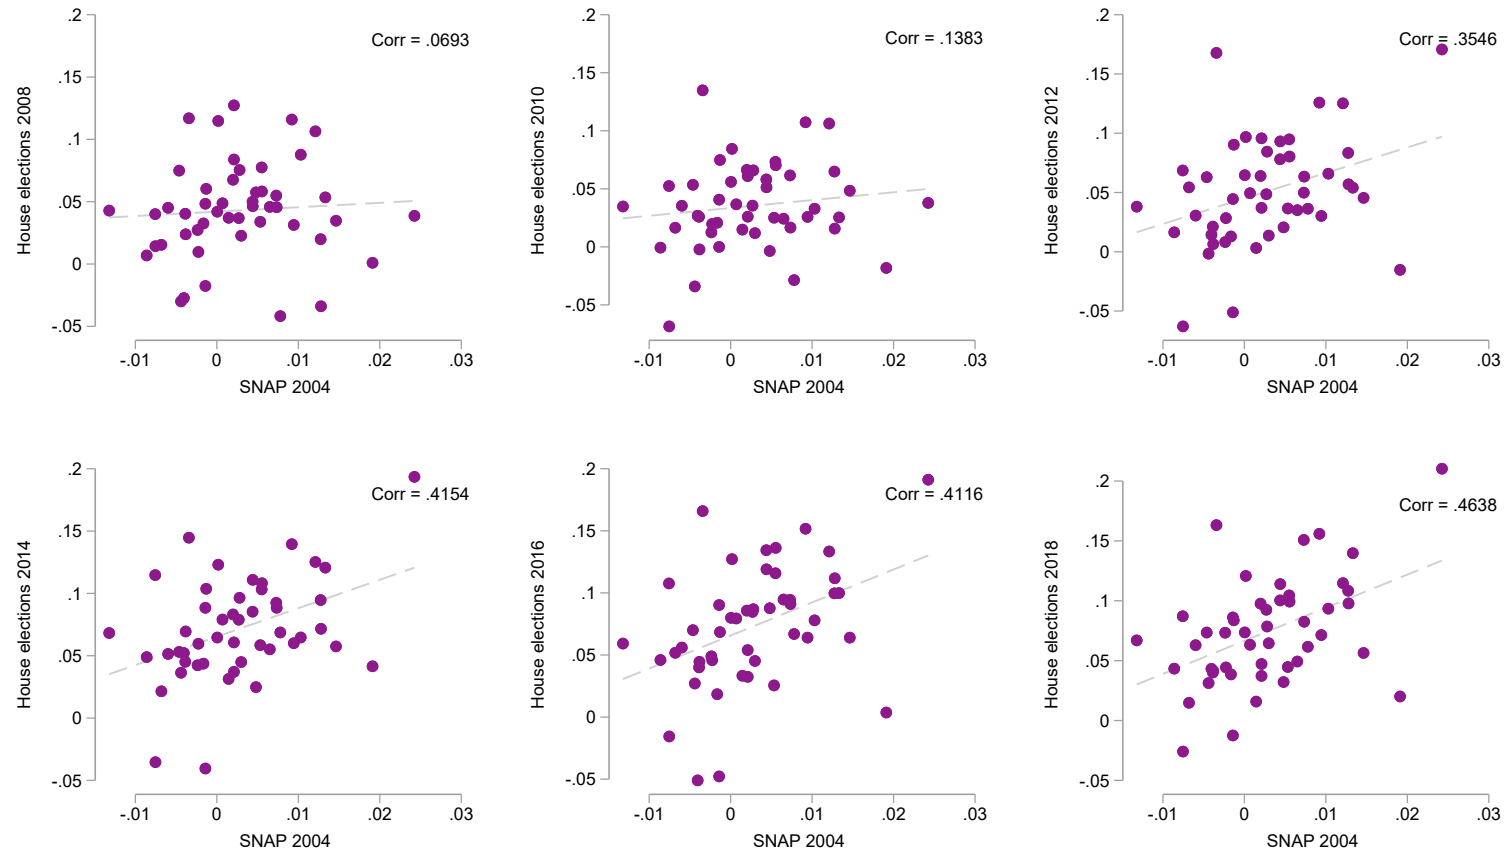 .2
.15
.1
.05
0
-.05
House elections 2008
Corr = .0693
-.01 0 .01 .02 .03
SNAP 2004
.2
.15
.1
.05
0
-.05
House elections 2010
Corr = .1383
-.01 0 .01 .02 .03
SNAP 2004
.2
.15
.1
.05
0
-.05
House elections 2012
Corr = .3546
-.01 0 .01 .02 .03
SNAP 2004
.2
.15
.1
.05
0
-.05
House elections 2014
Corr = .4154
-.01 0 .01 .02 .03
SNAP 2004
.2
.15
.1
.05
0
-.05
House elections 2016
Corr = .4116
-.01 0 .01 .02 .03
SNAP 2004
.2
.15
.1
.05
0
-.05
House elections 2018
Corr = .4638
-.01 0 .01 .02 .03
SNAP 2004